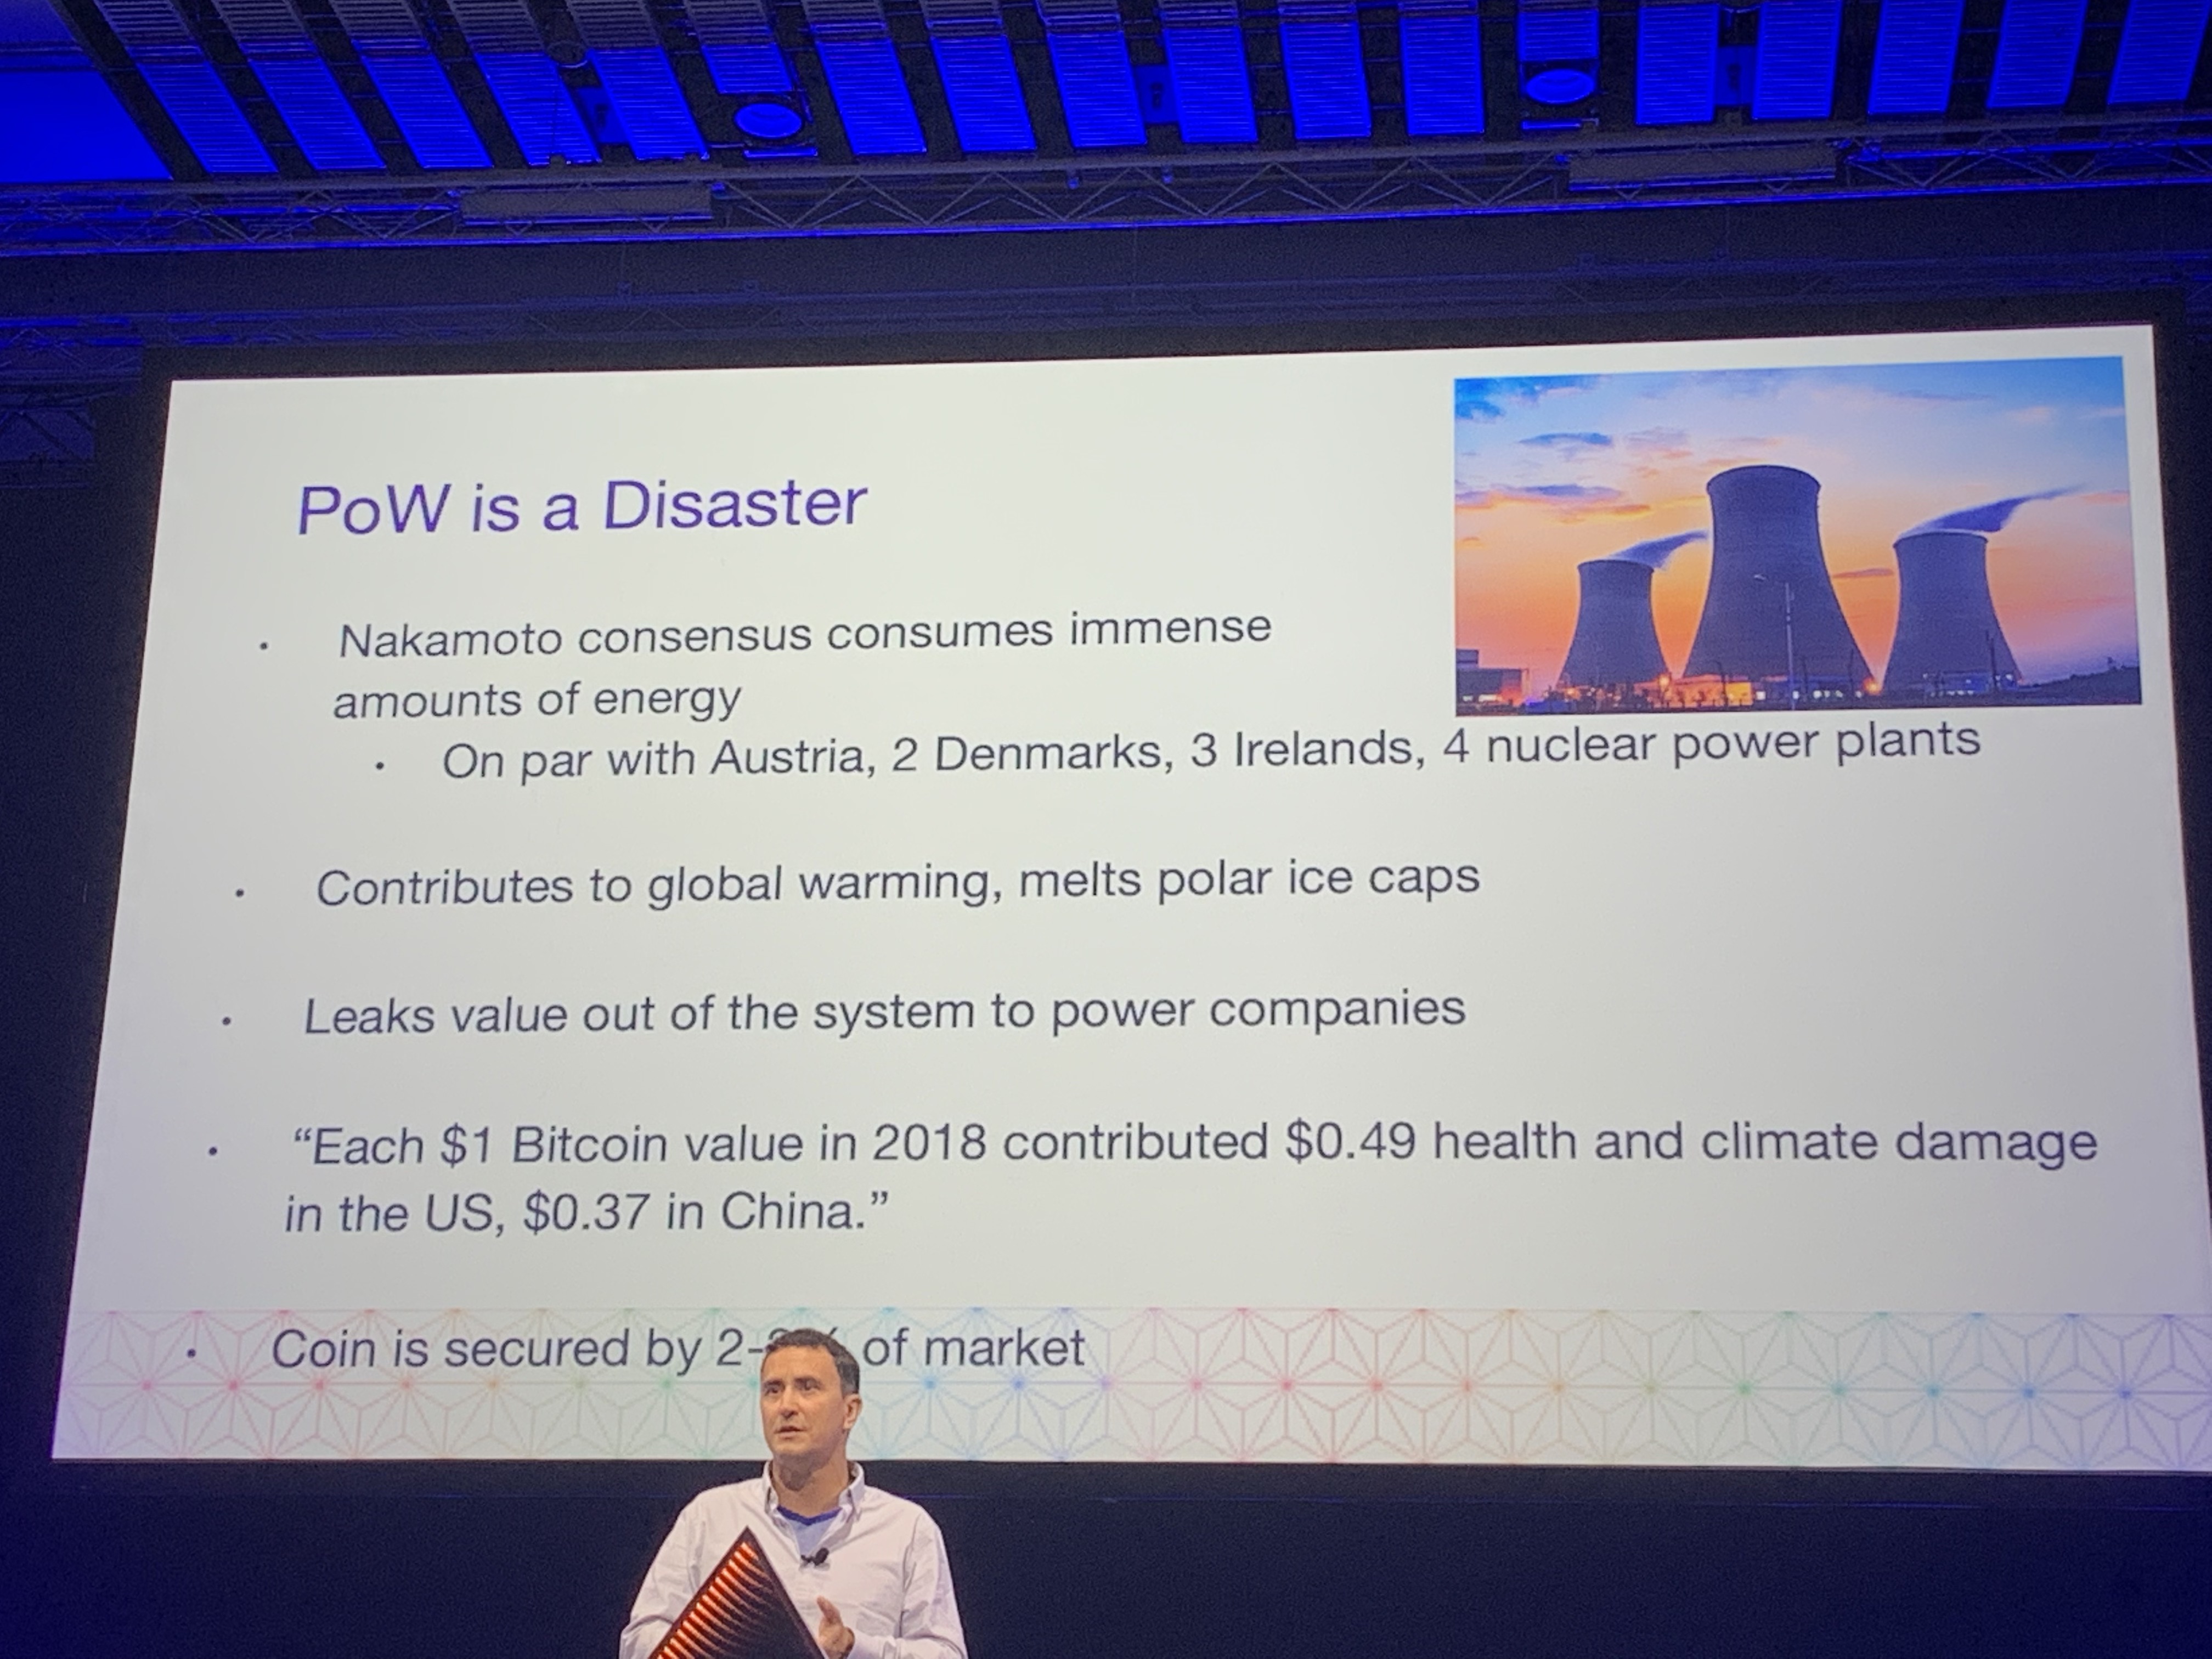 PoW is a Disaster
• Nakamoto consensus consumes immense
amounts of energy
• On par with Austria, 2 Denmarks, 3 Irelands, 4 nuclear power plants
• Contributes to global warming, melts polar ice caps
• Leaks value out of the system to power companies
• “Each $1 Bitcoin value in 2018 contributed $0.49 health and climate damage
in the US, $0.37 in China.”
• Coin is secured by of market